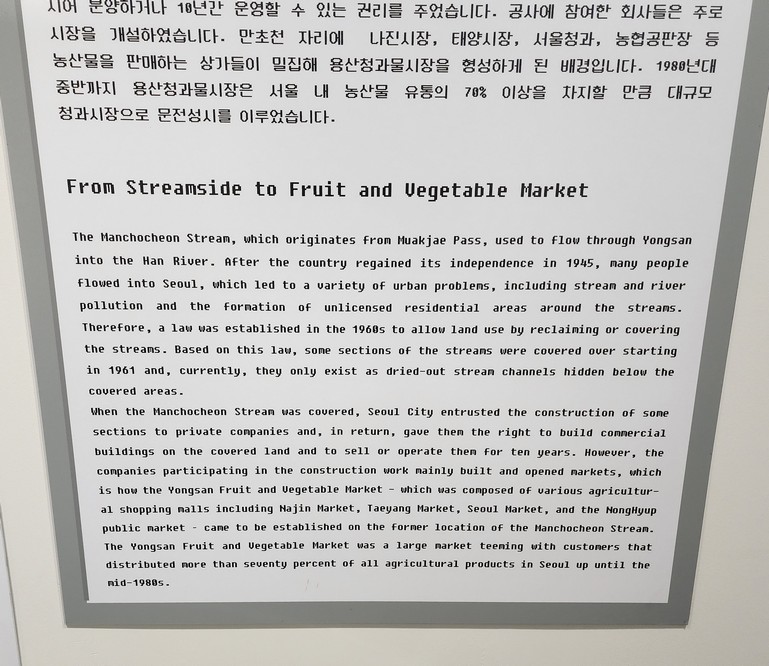 시어 분양하거나 10년간 운영할 수 있는 권리를 주었습니다. 공사에 참여한 회사들은 주로
시장을 개설하였습니다. 만초천 자리에 나진시장, 태양시장, 서울청과, 농협공판장 등
농산물을 판매하는 상가들이 밀집해 용산청과물시장을 형성하게 된 배경입니다. 1980년대
중반까지 용산청과물시장은 서울 내 농산물 유통의 70% 이상을 차지할 만큼 대규모
청과시장으로 문전성시를 이루었습니다.
From Streamside to Fruit and Vegetable Market
The Manchocheon Stream, which originates from Muakjae Pass, used to flow through Yongsan
into the Han River. After the country regained its independence in 1945, many people
flowed into Seoul, which led to a variety of urban problems, including stream and river
pollution and the formation of unlicensed residential areas around the streams.
Therefore, a law was established in the 1960s to allow land use by reclaiming or covering
the streams. Based on this law, some sections of the streams were covered over starting
in 1961 and, currently, they only exist as dried-out stream channels hidden below the
covered areas.
When the Manchocheon Stream was covered, Seoul City entrusted the construction of some
sections to private companies and, in return, gave them the right to build commercial
buildings on the covered land and to sell or operate them for ten years. However, the
companies participating in the construction work mainly built and opened markets, which
is how the Yongsan Fruit and Vegetable Market - which was composed of various agricultur-
al shopping malls including Najin Market, Taeyang Market, Seoul Market, and the NongHyup
public market - came to be established on the former location of the Manchocheon Stream.
The Yongsan Fruit and Vegetable Market was a large market teeming with customers that
distributed more than seventy percent of all agricultural products in Seoul up until the
mid-1980s.